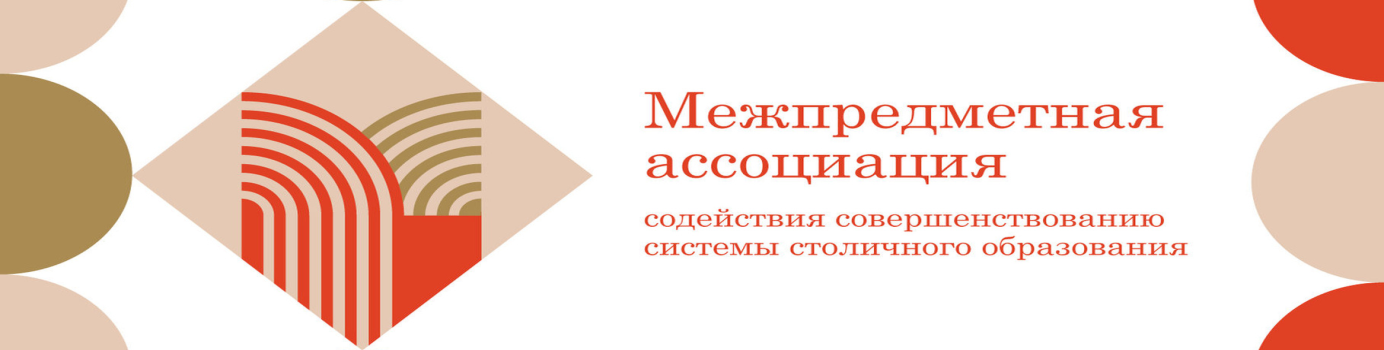 Межпредметная
ассоциация
содействия совершенствованию
системы столичного образования